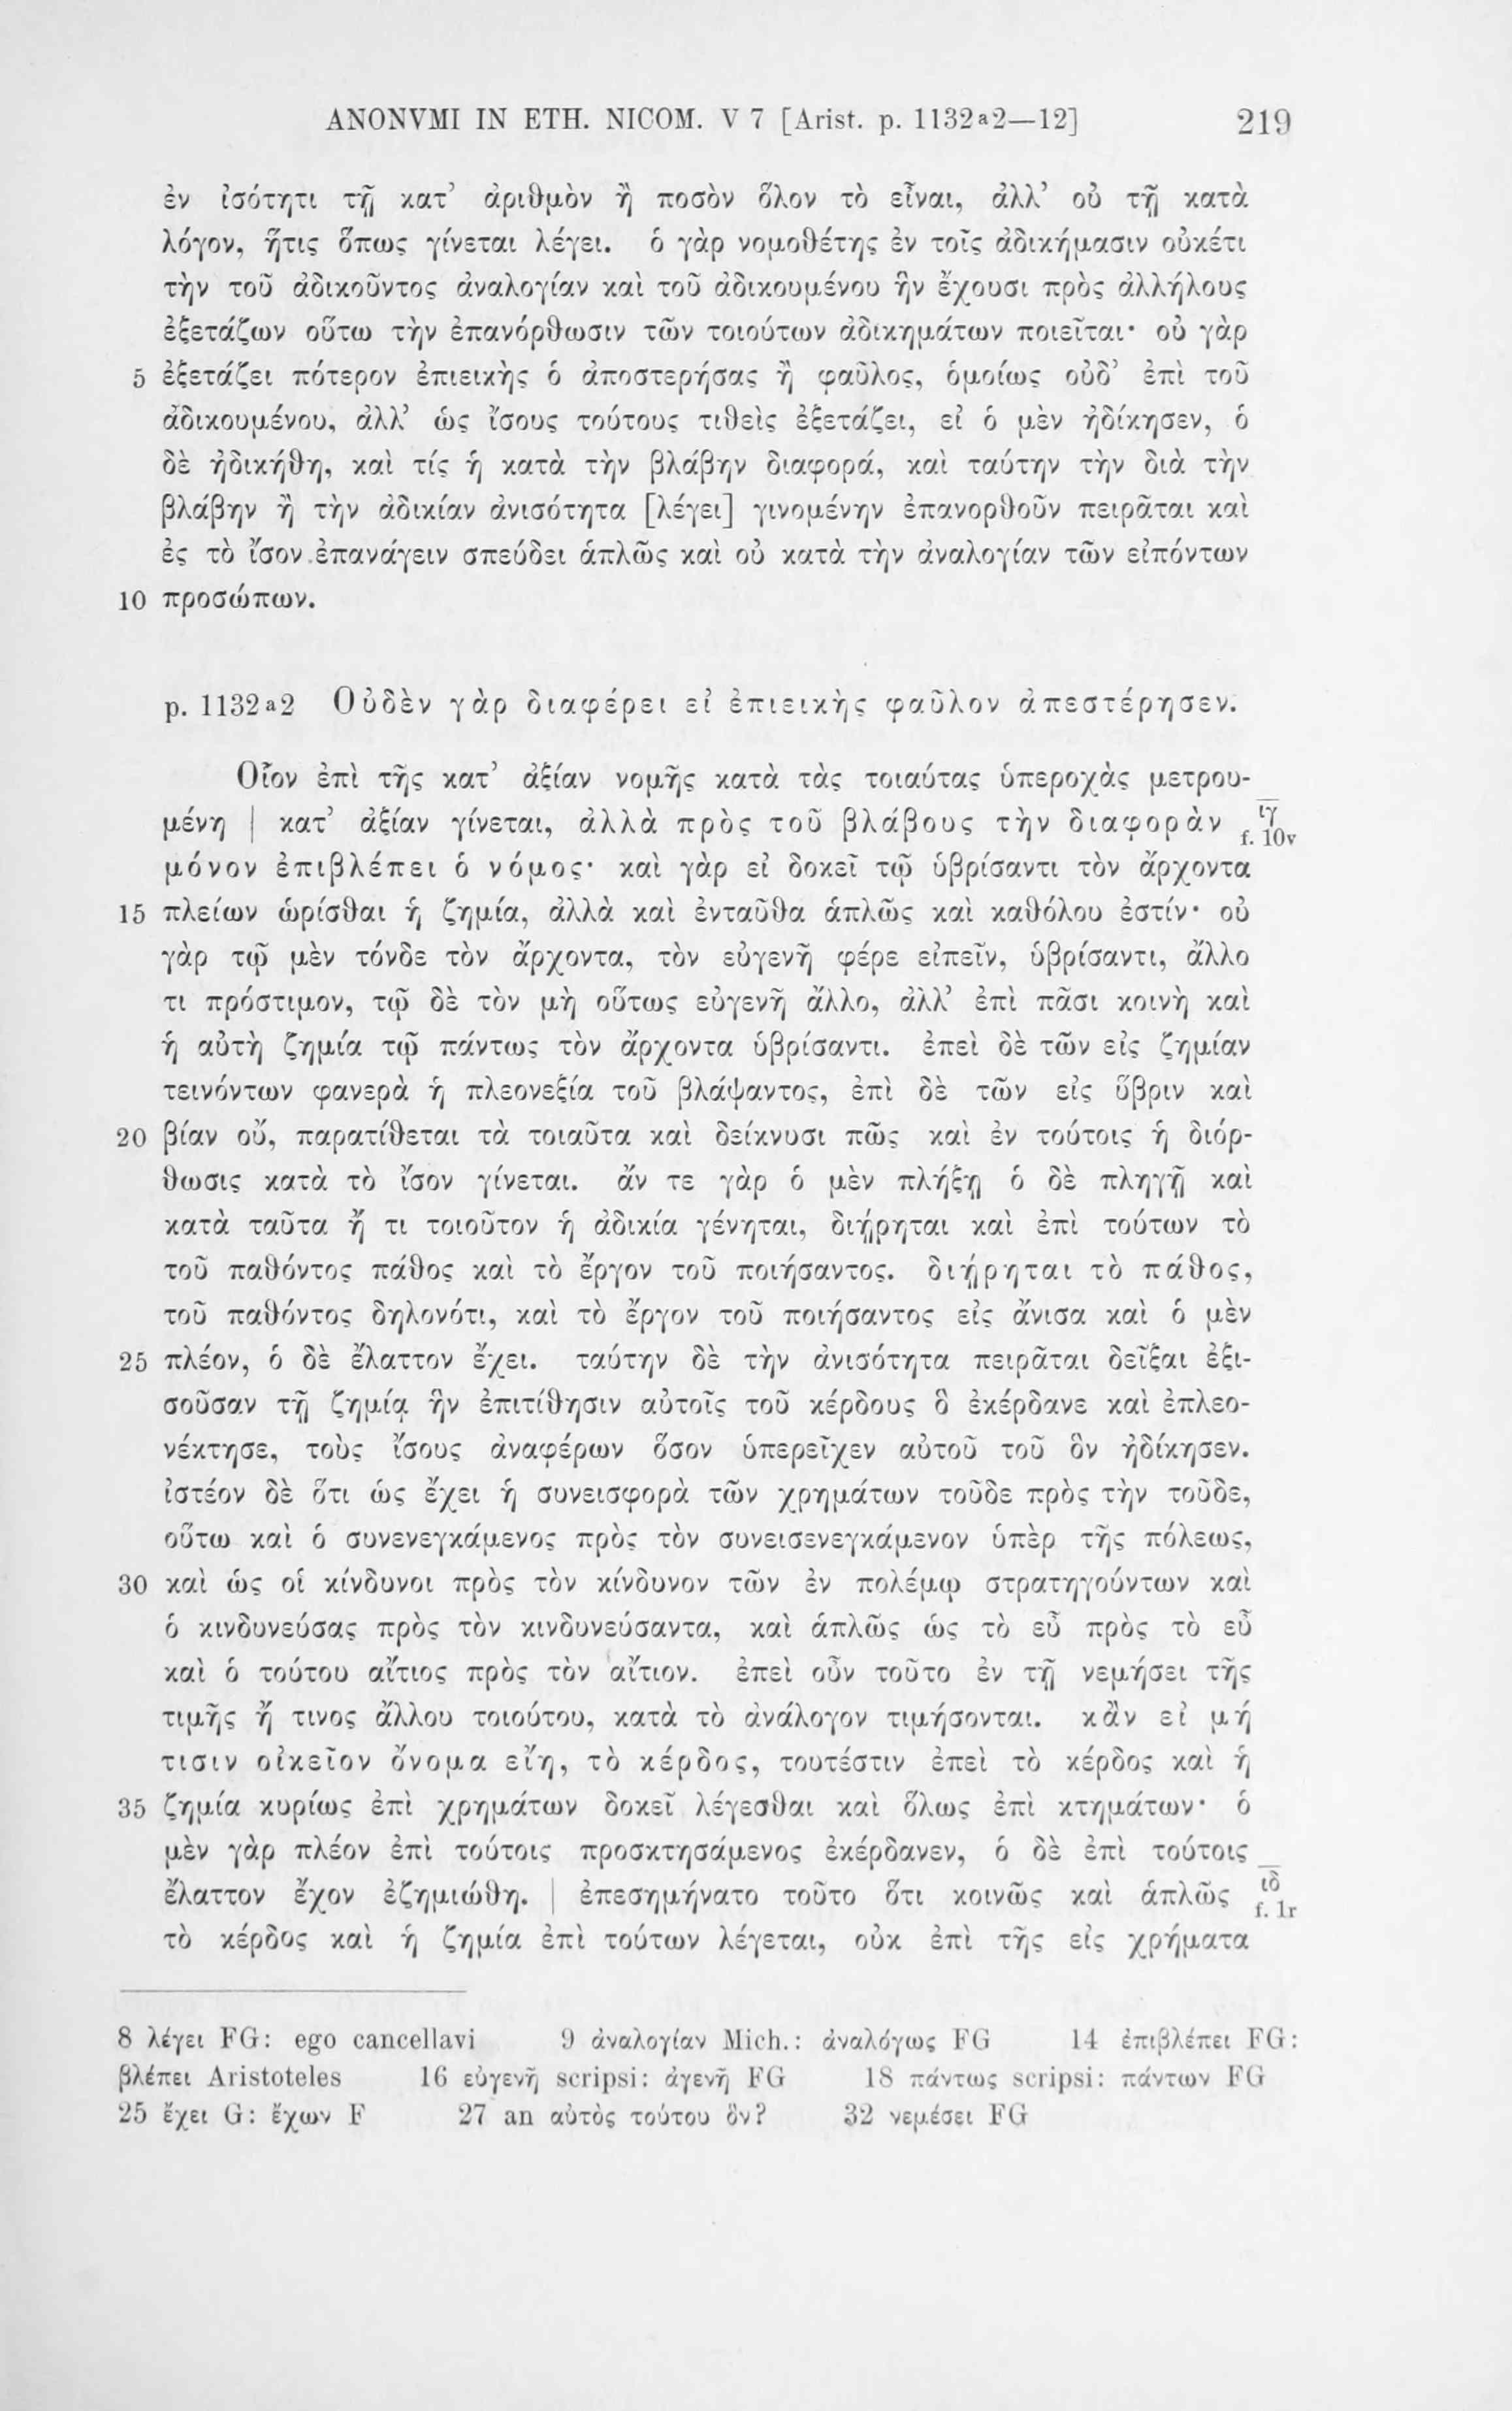 ANONYMI IN ETH. NICOM. V 7 [Arist. p. 1132a2—12] 219
ἐν ἰσότητι τῇ κατ’ ἀριθμὸν ἢ ποσὸν ὅλον τὸ εἶναι, ἀλλ’ οὐ τῇ κατὰ
λόγον, ἥτις ὅπως γίνεται λέγει. ὁ γὰρ νομοθέτης ἐν τοῖς ἀδικήμασιν οὐκέτι
τὴν τοῦ ἀδικοῦντος ἀναλογίαν καὶ τοῦ ἀδικουμένου ἣν ἔχουσι πρὸς ἀλλήλους
ἐξετάζων οὕτω τὴν ἐπανόρθωσιν τῶν τοιούτων ἀδικημάτων ποιεῖται· οὐ γὰρ
5 ἐξετάζει πότερον ἐπιεικὴς ὁ ἀποστερήσας ἢ φαῦλος, ὁμοίως οὐδ’ ἐπὶ τοῦ
ἀδικουμένου, ἀλλ’ ὡς ἴσους τούτους τιθεὶς ἐξετάζει, εἰ ὁ μὲν ἠδίκησεν, ὁ
δὲ ἠδικήθη, καὶ τίς ἡ κατὰ τὴν βλάβην διαφορά, καὶ ταύτην τὴν διὰ τὴν
βλάβην ἢ τὴν ἀδικίαν ἀνισότητα [λέγει] γινομένην ἐπανορθοῦν πειρᾶται καὶ
ἐς τὸ ἴσον ἐπανάγειν σπεύδει ἁπλῶς καὶ οὐ κατὰ τὴν ἀναλογίαν τῶν εἰπόντων
10 προσώπων.
p. 1132a2 Οὐδὲν γὰρ διαφέρει εἰ ἐπιεικὴς φαῦλον ἀπεστέρησεν.
Οἷον ἐπὶ τῆς κατ’ ἀξίαν νομῆς κατὰ τὰς τοιαύτας ὑπεροχὰς μετρου-
μένη | κατ’ ἀξίαν γίνεται, ἀλλὰ πρὸς τοῦ βλάβους τὴν διαφορὰν ιγ f. 10v
μόνον ἐπιβλέπει ὁ νόμος· καὶ γὰρ εἰ δοκεῖ τῷ ὑβρίσαντι τὸν ἄρχοντα
15 πλείων ὡρίσθαι ἡ ζημία, ἀλλὰ καὶ ἐνταῦθα ἁπλῶς καὶ καθόλου ἐστίν· οὐ
γὰρ τῷ μὲν τόνδε τὸν ἄρχοντα, τὸν εὐγενῆ φέρε εἰπεῖν, ὑβρίσαντι, ἄλλο
τι πρόστιμον, τῷ δὲ τὸν μὴ οὕτως εὐγενῆ ἄλλο, ἀλλ’ ἐπὶ πᾶσι κοινὴ καὶ
ἡ αὐτὴ ζημία τῷ πάντως τὸν ἄρχοντα ὑβρίσαντι. ἐπεὶ δὲ τῶν εἰς ζημίαν
τεινόντων φανερὰ ἡ πλεονεξία τοῦ βλάψαντος, ἐπὶ δὲ τῶν εἰς ὕβριν καὶ
20 βίαν οὔ, παρατίθεται τὰ τοιαῦτα καὶ δείκνυσι πῶς καὶ ἐν τούτοις ἡ διόρ-
θωσις κατὰ τὸ ἴσον γίνεται. ἄν τε γὰρ ὁ μὲν πλήξῃ ὁ δὲ πληγῇ καὶ
κατὰ ταῦτα ἤ τι τοιοῦτον ἡ ἀδικία γένηται, διῄρηται καὶ ἐπὶ τούτων τὸ
τοῦ παθόντος πάθος καὶ τὸ ἔργον τοῦ ποιήσαντος. διῄρηται τὸ πάθος,
τοῦ παθόντος δηλονότι, καὶ τὸ ἔργον τοῦ ποιήσαντος εἰς ἄνισα καὶ ὁ μὲν
25 πλέον, ὁ δὲ ἔλαττον ἔχει. ταύτην δὲ τὴν ἀνισότητα πειρᾶται δεῖξαι ἐξι-
σοῦσαν τῇ ζημίᾳ ἣν ἐπιτίθησιν αὐτοῖς τοῦ κέρδους ὃ ἐκέρδανε καὶ ἐπλεο-
νέκτησε, τοὺς ἴσους ἀναφέρων ὅσον ὑπερεῖχεν αὐτοῦ τοῦ ὃν ἠδίκησεν.
ἰστέον δὲ ὅτι ὡς ἔχει ἡ συνεισφορὰ τῶν χρημάτων τοῦδε πρὸς τὴν τοῦδε,
οὕτω καὶ ὁ συνενεγκάμενος πρὸς τὸν συνεισενεγκάμενον ὑπὲρ τῆς πόλεως,
30 καὶ ὡς οἱ κίνδυνοι πρὸς τὸν κίνδυνον τῶν ἐν πολέμῳ στρατηγούντων καὶ
ὁ κινδυνεύσας πρὸς τὸν κινδυνεύσαντα, καὶ ἁπλῶς ὡς τὸ εὖ πρὸς τὸ εὖ
καὶ ὁ τούτου αἴτιος πρὸς τὸν αἴτιον. ἐπεὶ οὖν τοῦτο ἐν τῇ νεμήσει τῆς
τιμῆς ἤ τινος ἄλλου τοιούτου, κατὰ τὸ ἀνάλογον τιμήσονται. κἂν εἰ μή
τισιν οἰκεῖον ὄνομα εἴη, τὸ κέρδος, τουτέστιν ἐπεὶ τὸ κέρδος καὶ ἡ
35 ζημία κυρίως ἐπὶ χρημάτων δοκεῖ λέγεσθαι καὶ ὅλως ἐπὶ κτημάτων· ὁ
μὲν γὰρ πλέον ἐπὶ τούτοις προσκτησάμενος ἐκέρδανεν, ὁ δὲ ἐπὶ τούτοις
ἔλαττον ἔχον ἐζημιώθη. | ἐπεσημήνατο τοῦτο ὅτι κοινῶς καὶ ἁπλῶς ιδ f. 1r
τὸ κέρδος καὶ ἡ ζημία ἐπὶ τούτων λέγεται, οὐκ ἐπὶ τῆς εἰς χρήματα
8 λέγει FG: ego cancellavi 9 ἀναλογίαν Mich.: ἀναλόγως FG 14 ἐπιβλέπει FG:
βλέπει Aristoteles 16 εὐγενῆ scripsi: ἀγενῆ FG 18 πάντως scripsi: πάντων FG
25 ἔχει G: ἔχων F 27 an αὐτὸς τούτου ὃν? 32 νεμέσει FG